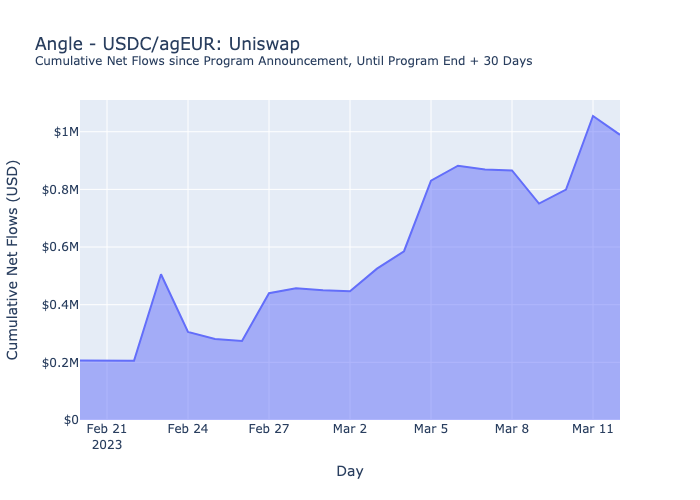 Angle - USDC/agEUR: Uniswap
Cumulative Net Flows since Program Announcement, Until Program End + 30 Days
Cumulative Net Flows (USD)
$1M
$0.8M
$0.6M
$0.4M
$0.2M
$0
Feb 21 Feb 24 Feb 27 Mar 2 Mar 5 Mar 8 Mar 11
2023
Day